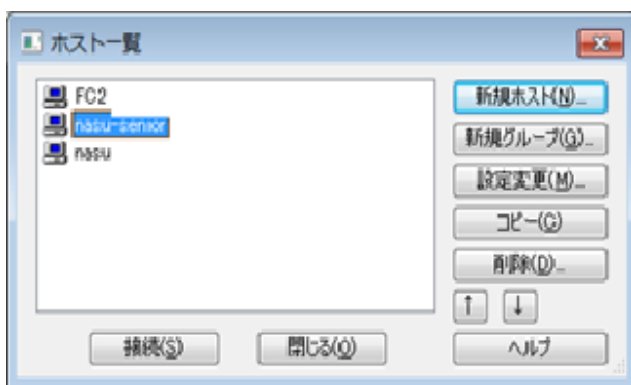 ホスト一覧
FC2
nasu-senior
nasu
新規ホスト(N)...
新規グループ(G)...
設定変更(M)...
コピー(C)
削除(D)...
↑ ↓
接続(S)
閉じる(O)
ヘルプ